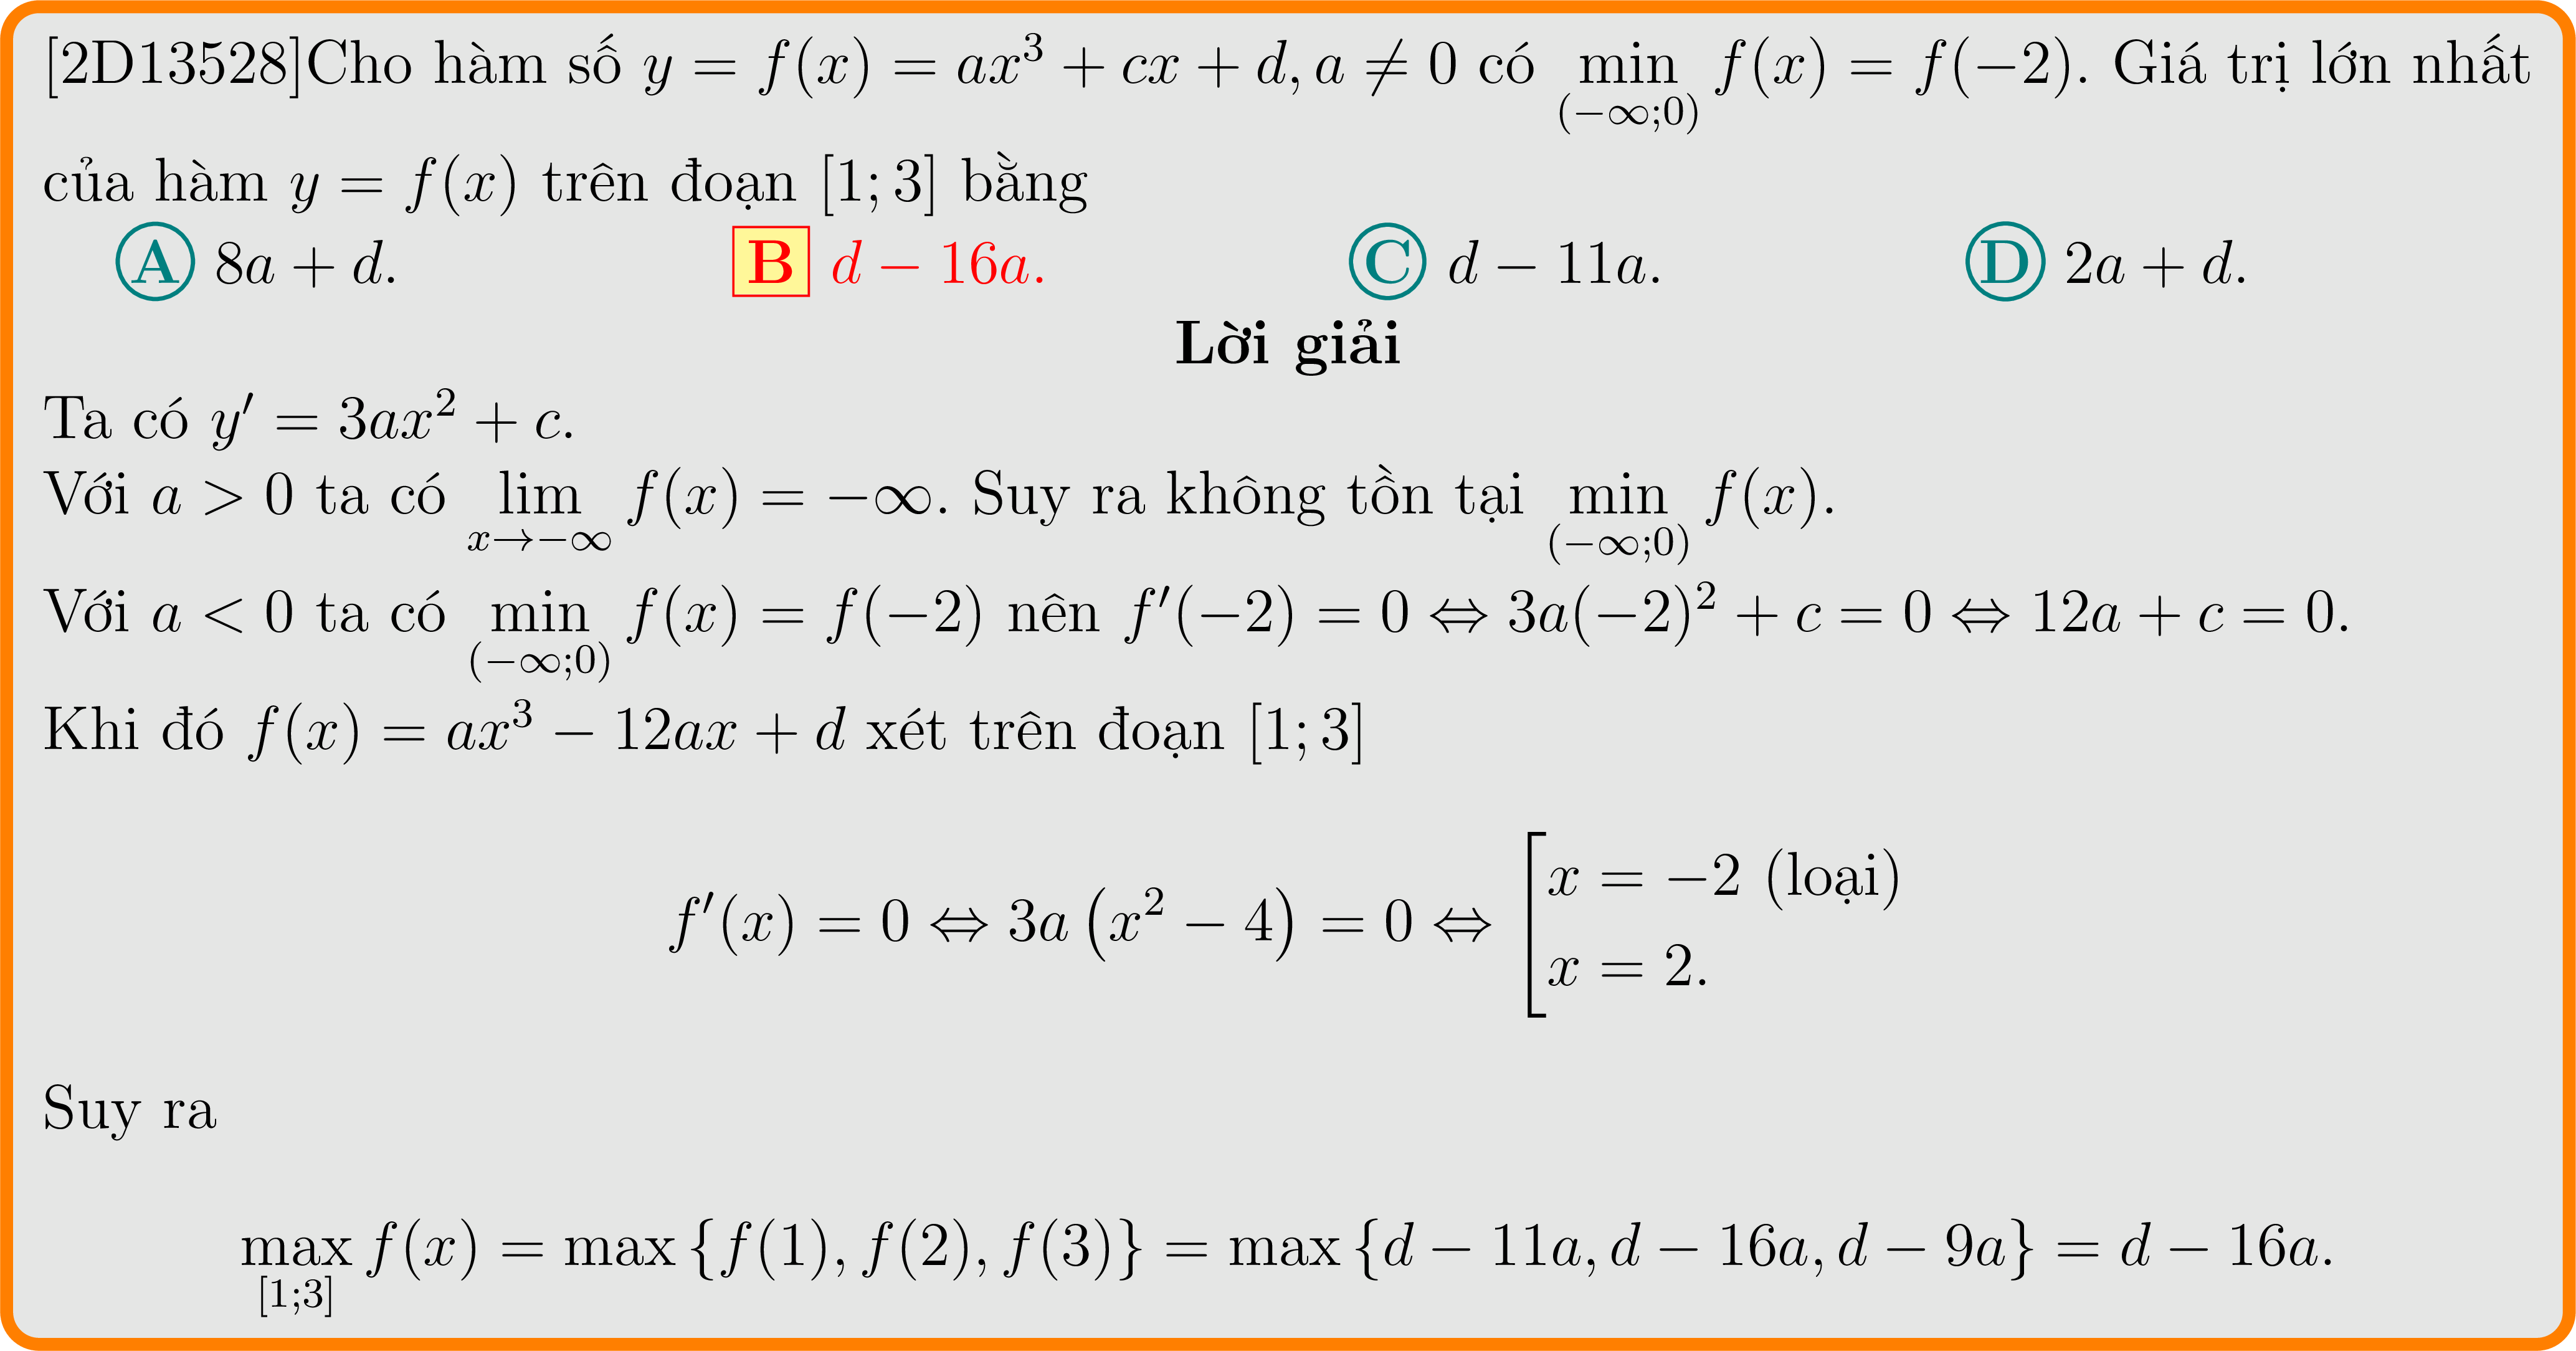 [2D13528]Cho hàm số $y = f(x) = ax^3 + cx + d, a \neq 0$ có $\min\limits_{(-\infty;0)} f(x) = f(-2)$. Giá trị lớn nhất
của hàm $y = f(x)$ trên đoạn $[1; 3]$ bằng
A $8a + d$. B $d - 16a$. C $d - 11a$. D $2a + d$.
Lời giải
Ta có $y' = 3ax^2 + c$.
Với $a > 0$ ta có $\lim\limits_{x \to -\infty} f(x) = -\infty$. Suy ra không tồn tại $\min\limits_{(-\infty;0)} f(x)$.
Với $a < 0$ ta có $\min\limits_{(-\infty;0)} f(x) = f(-2)$ nên $f'(-2) = 0 \Leftrightarrow 3a(-2)^2 + c = 0 \Leftrightarrow 12a + c = 0$.
Khi đó $f(x) = ax^3 - 12ax + d$ xét trên đoạn $[1; 3]$
$f'(x) = 0 \Leftrightarrow 3a\left(x^2 - 4\right) = 0 \Leftrightarrow \left[\begin{array}{l} x = -2 \text{ (loại)} \\ x = 2. \end{array}\right.$
Suy ra
$\max\limits_{[1;3]} f(x) = \max\{f(1), f(2), f(3)\} = \max\{d - 11a, d - 16a, d - 9a\} = d - 16a.$